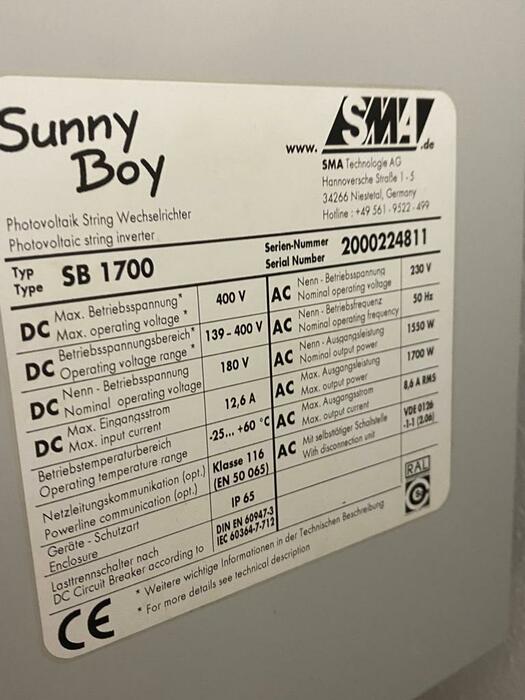 Sunny
Boy
www. SMA .de
SMA Technologie AG
Hannoversche Straße 1 - 5
34266 Niestetal, Germany
Hotline : +49 561 - 9522 - 499
Photovoltaik String Wechselrichter
Photovoltaic string inverter
Typ
Type
SB 1700
Serien-Nummer
Serial Number
2000224811
DC Max. Betriebsspannung*
Max. operating voltage *
400 V
DC Betriebsspannungsbereich*
Operating voltage range *
139 - 400 V
DC Nenn - Betriebsspannung
Nominal operating voltage
180 V
DC Max. Eingangsstrom
Max. input current
12,6 A
Betriebstemperaturbereich
Operating temperature range
-25... +60 °C
Netzleitungskommunikation (opt.)
Powerline communication (opt.)
Klasse 116
(EN 50 065)
Geräte - Schutzart
Enclosure
IP 65
Lasttrennschalter nach
DC Circuit Breaker according to
DIN EN 60947-3
IEC 60364-7-712
AC Nenn - Betriebsspannung
Nominal operating voltage
230 V
AC Nenn - Betriebsfrequenz
Nominal operating frequency
50 Hz
AC Nenn - Ausgangsleistung
Nominal output power
1550 W
AC Max. Ausgangsleistung
Max. output power
1700 W
AC Max. Ausgangsstrom
Max. output current
8,6 A RMS
AC Mit selbsttätiger Schaltstelle
With disconnection unit
VDE 0126
-1-1 (2.06)
RAL
CE
* Weitere wichtige Informationen in der Technischen Beschreibung
* For more details see technical description